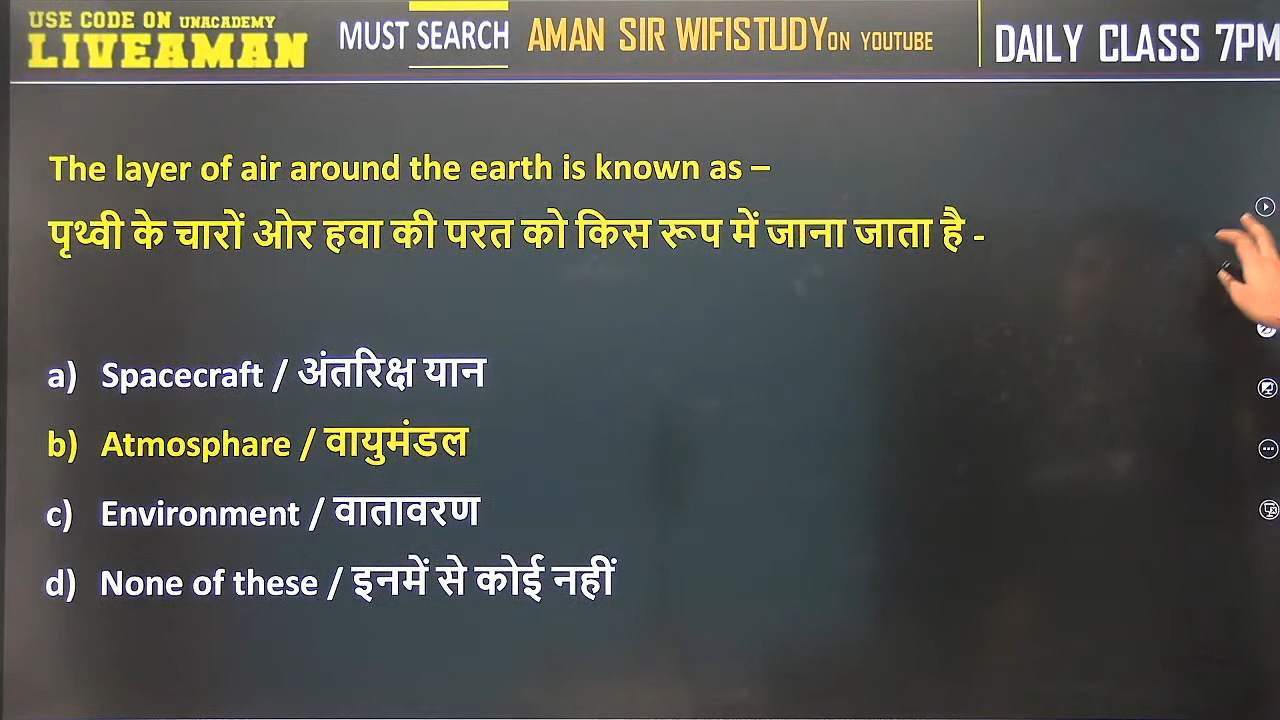 USE CODE ON UNACADEMY
LIVEAMAN
MUST SEARCH
AMAN SIR WIFISTUDY ON YOUTUBE
DAILY CLASS 7PM
The layer of air around the earth is known as –
पृथ्वी के चारों ओर हवा की परत को किस रूप में जाना जाता है -
a) Spacecraft / अंतरिक्ष यान
b) Atmosphare / वायुमंडल
c) Environment / वातावरण
d) None of these / इनमें से कोई नहीं